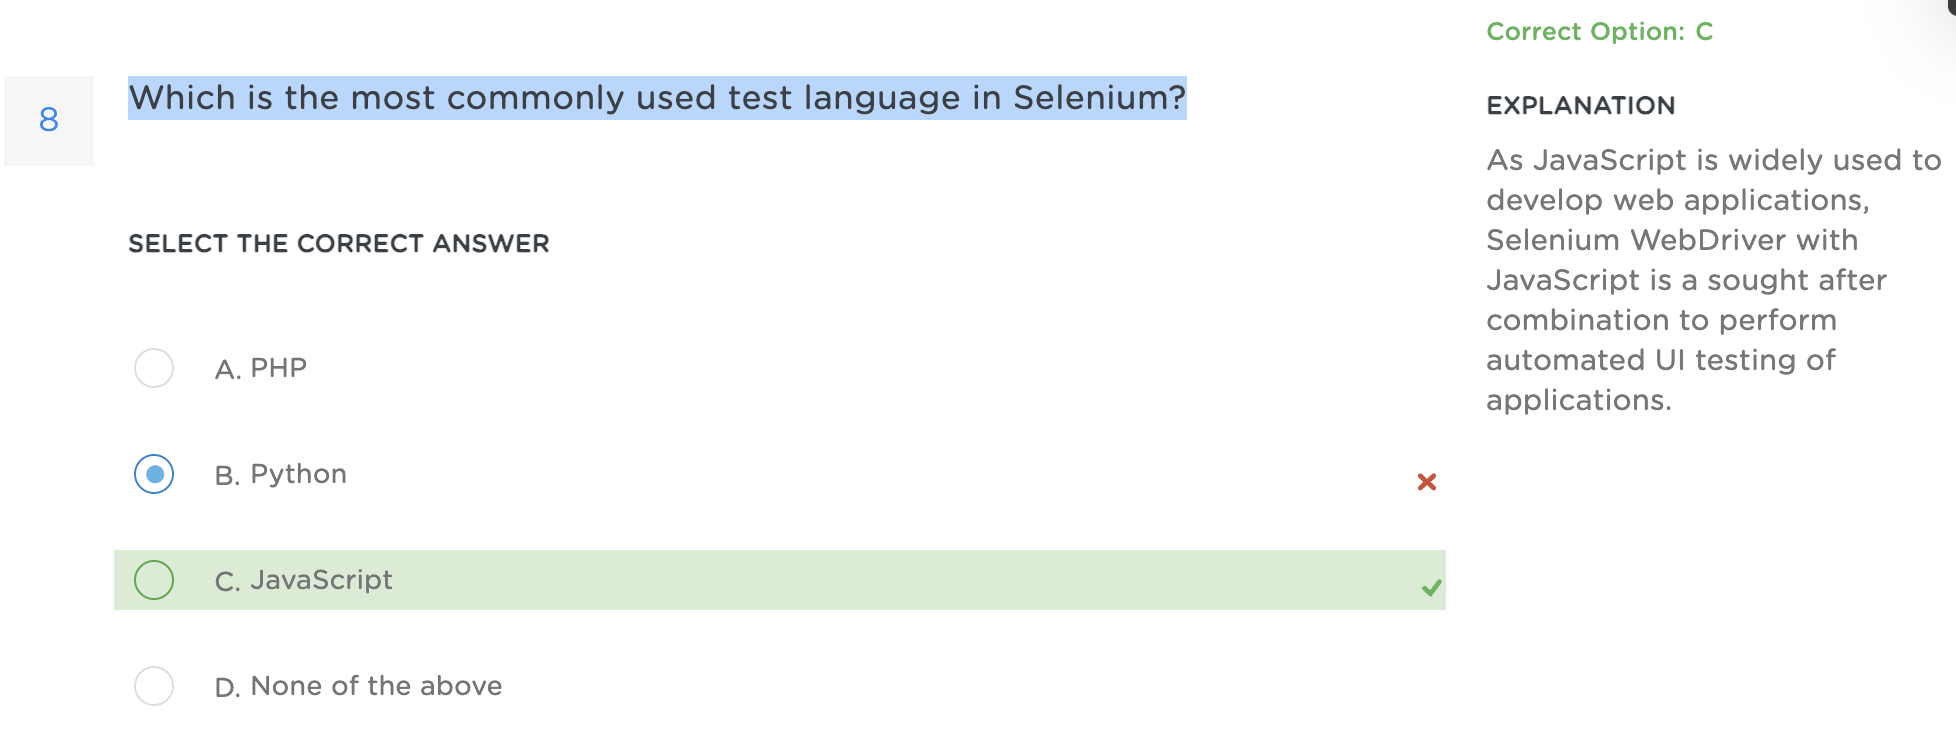 8
Which is the most commonly used test language in Selenium?
SELECT THE CORRECT ANSWER
A. PHP
B. Python
C. JavaScript
D. None of the above
Correct Option: C
EXPLANATION
As JavaScript is widely used to
develop web applications,
Selenium WebDriver with
JavaScript is a sought after
combination to perform
automated UI testing of
applications.